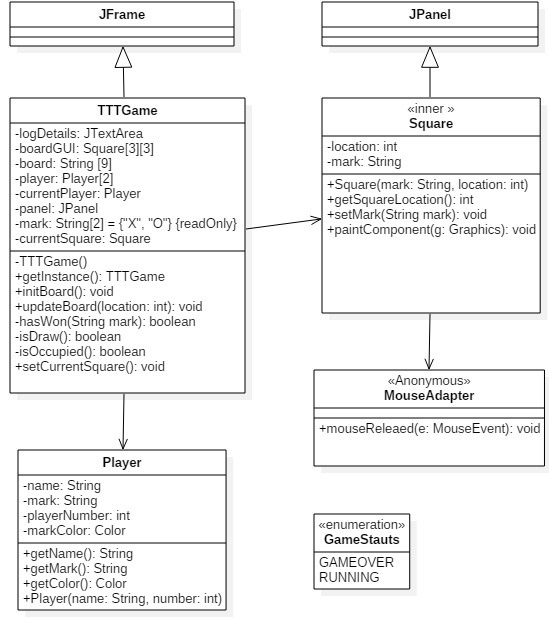 JFrame
JPanel
TTTGame
-logDetails: JTextArea
-boardGUI: Square[3][3]
-board: String [9]
-player: Player[2]
-currentPlayer: Player
-panel: JPanel
-mark: String[2] = {"X", "O"} {readOnly}
-currentSquare: Square
-TTTGame()
+getInstance(): TTTGame
+initBoard(): void
+updateBoard(location: int): void
-hasWon(String mark): boolean
-isDraw(): boolean
-isOccupied(): boolean
+setCurrentSquare(): void
«inner »
Square
-location: int
-mark: String
+Square(mark: String, location: int)
+getSquareLocation(): int
+setMark(String mark): void
+paintComponent(g: Graphics): void
«Anonymous»
MouseAdapter
+mouseReleaed(e: MouseEvent): void
Player
-name: String
-mark: String
-playerNumber: int
-markColor: Color
+getName(): String
+getMark(): String
+getColor(): Color
+Player(name: String, number: int)
«enumeration»
GameStauts
GAMEOVER
RUNNING